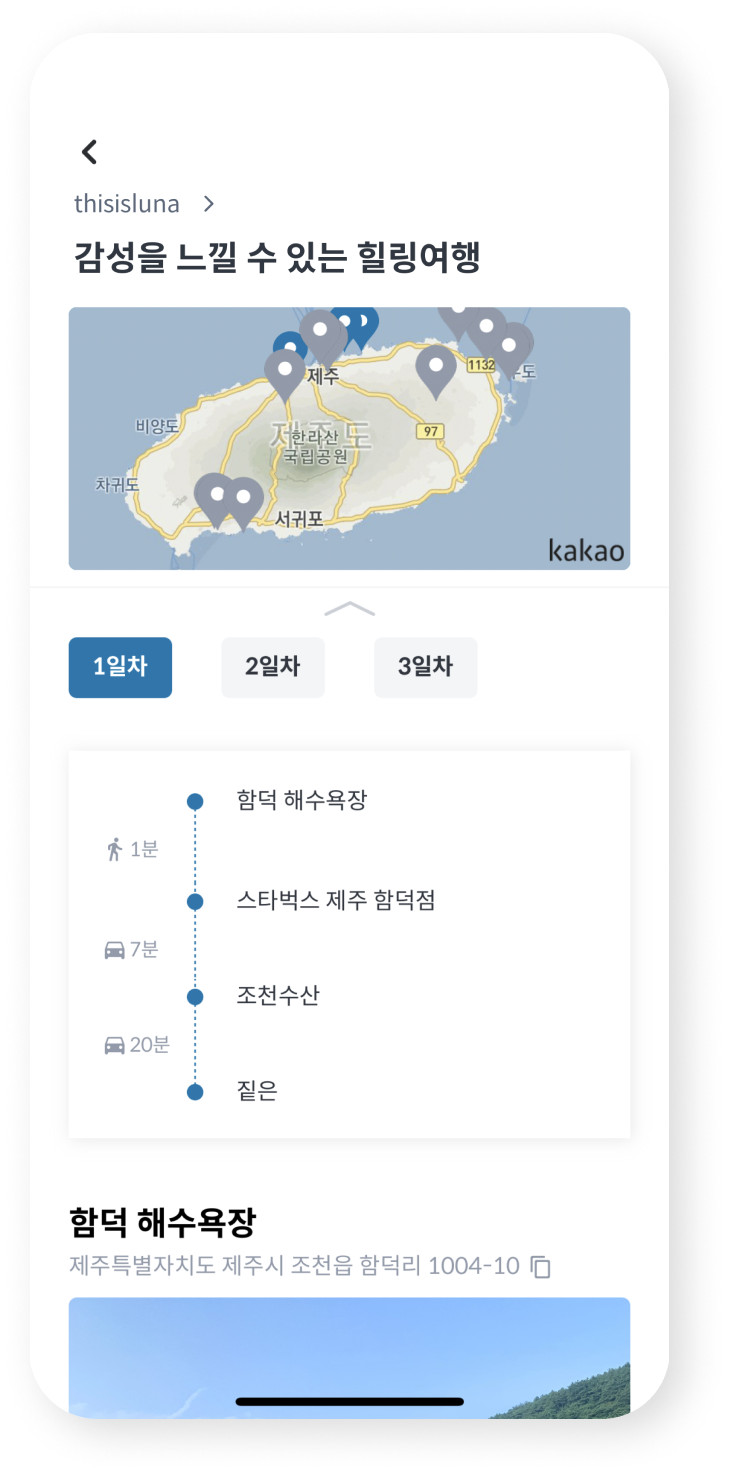 thisisluna
감성을 느낄 수 있는 힐링여행
제주
1132
도
비양도
97
제주도
한라산
국립공원
차귀도
서귀포
kakao
1일차
2일차
3일차
함덕 해수욕장
1분
스타벅스 제주 함덕점
7분
조천수산
20분
짙은
함덕 해수욕장
제주특별자치도 제주시 조천읍 함덕리 1004-10